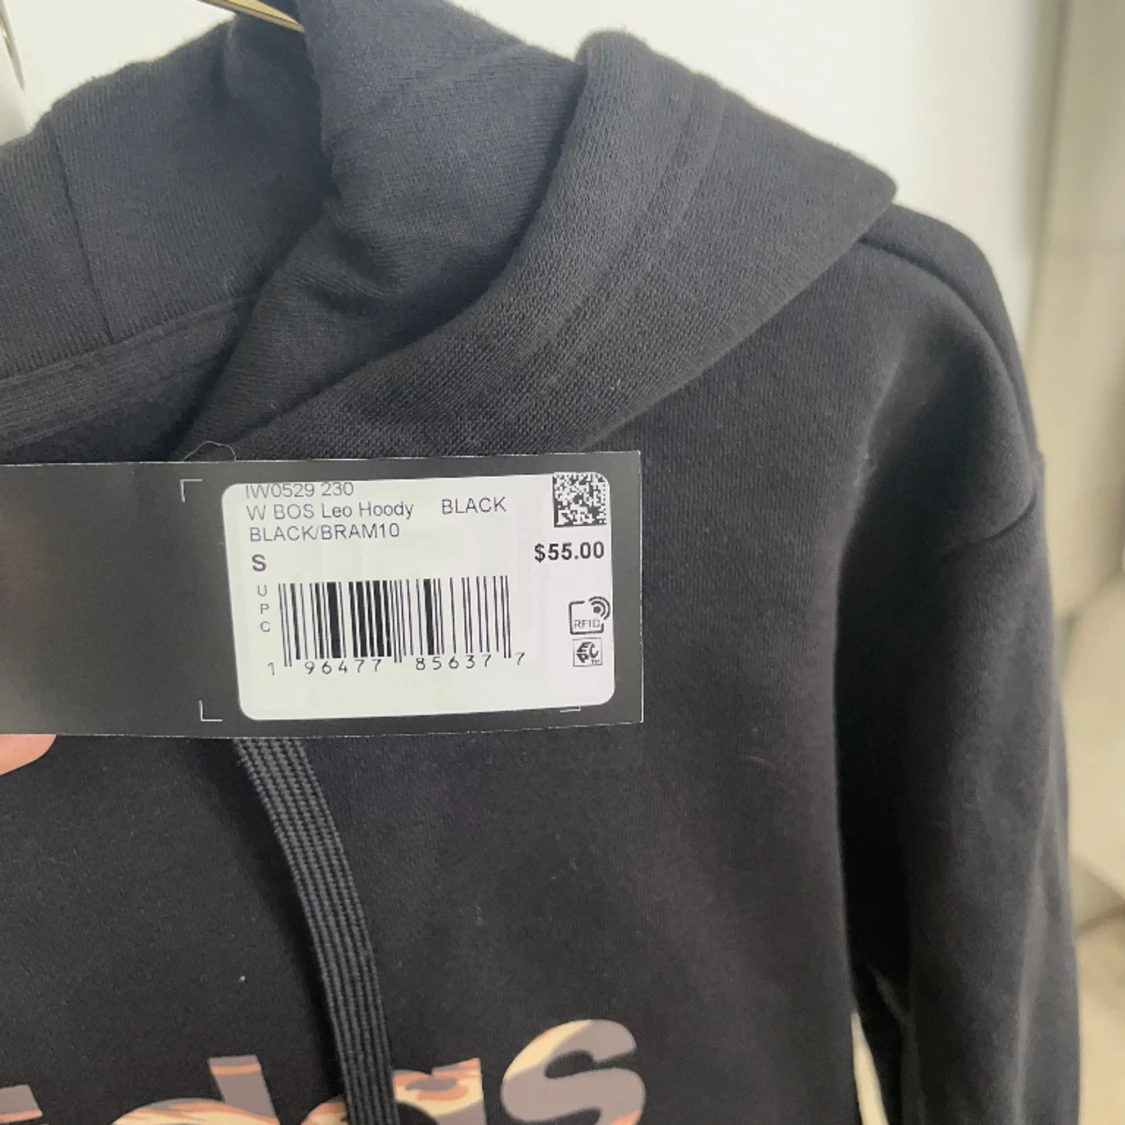 IW0529 230
W BOS Leo Hoody BLACK
BLACK/BRAM10
S
$55.00
UPC
RFID
1 96477 85637 7